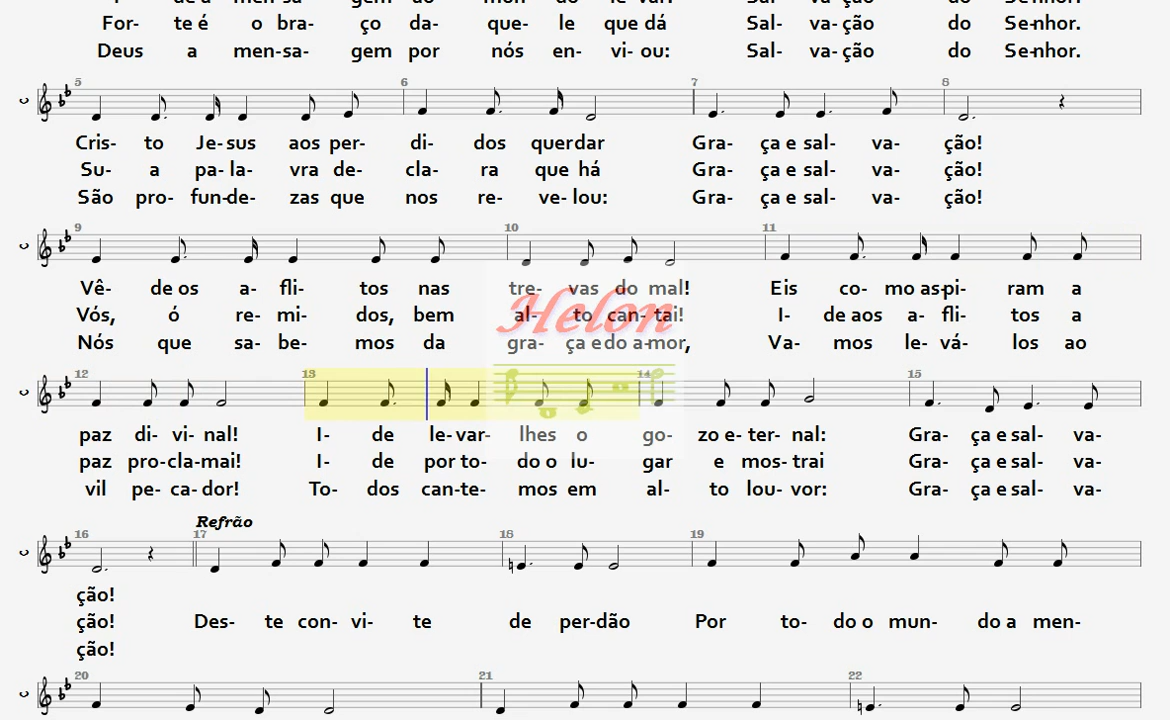 For- te é o bra- ço da- que- le que dá Sal- va- ção do Se-nhor.
Deus a men-sa- gem por nós en- vi- ou: Sal- va- ção do Se-nhor.
5 6 7 8
Cris- to Je-sus aos per- di- dos querdar Gra- ça e sal- va- ção!
Su- a pa- la- vra de- cla- ra que há Gra- ça e sal- va- ção!
São pro- fun-de- zas que nos re- ve- lou: Gra- ça e sal- va- ção!
9 10 11
Vê- de os a- fli- tos nas tre- vas do mal! Eis co- mo as-pi- ram a
Vós, ó re- mi- dos, bem al- to can- tai! I- de aos a- fli- tos a
Nós que sa- be- mos da gra- ça e do a-mor, Va- mos le- vá- los ao
Helon
12 13 14 15
paz di- vi- nal! I- de le- var- lhes o go- zo e- ter- nal: Gra- ça e sal- va-
paz pro-cla-mai! I- de por to- do o lu- gar e mos- trai Gra- ça e sal- va-
vil pe- ca- dor! To- dos can-te- mos em al- to lou- vor: Gra- ça e sal- va-
Refrão
16 17 18 19
ção!
ção! Des- te con- vi- te de per-dão Por to- do o mun- do a men-
ção!
20 21 22